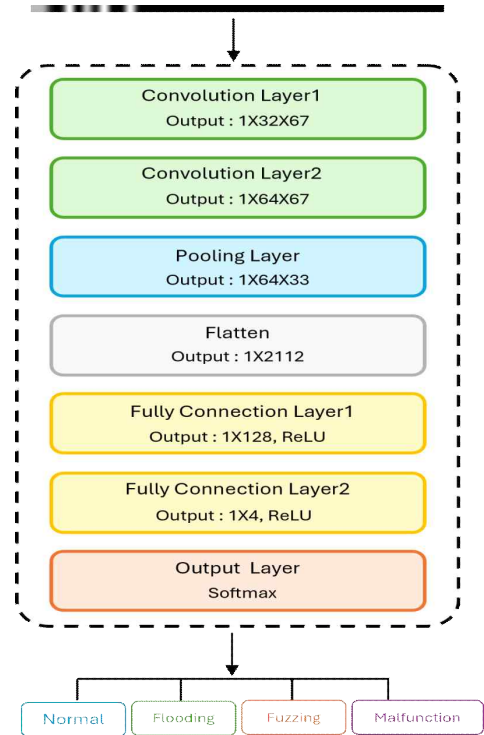 Convolution Layer1
Output : 1X32X67
Convolution Layer2
Output : 1X64X67
Pooling Layer
Output : 1X64X33
Flatten
Output : 1X2112
Fully Connection Layer1
Output : 1X128, ReLU
Fully Connection Layer2
Output : 1X4, ReLU
Output Layer
Softmax
Normal Flooding Fuzzing Malfunction